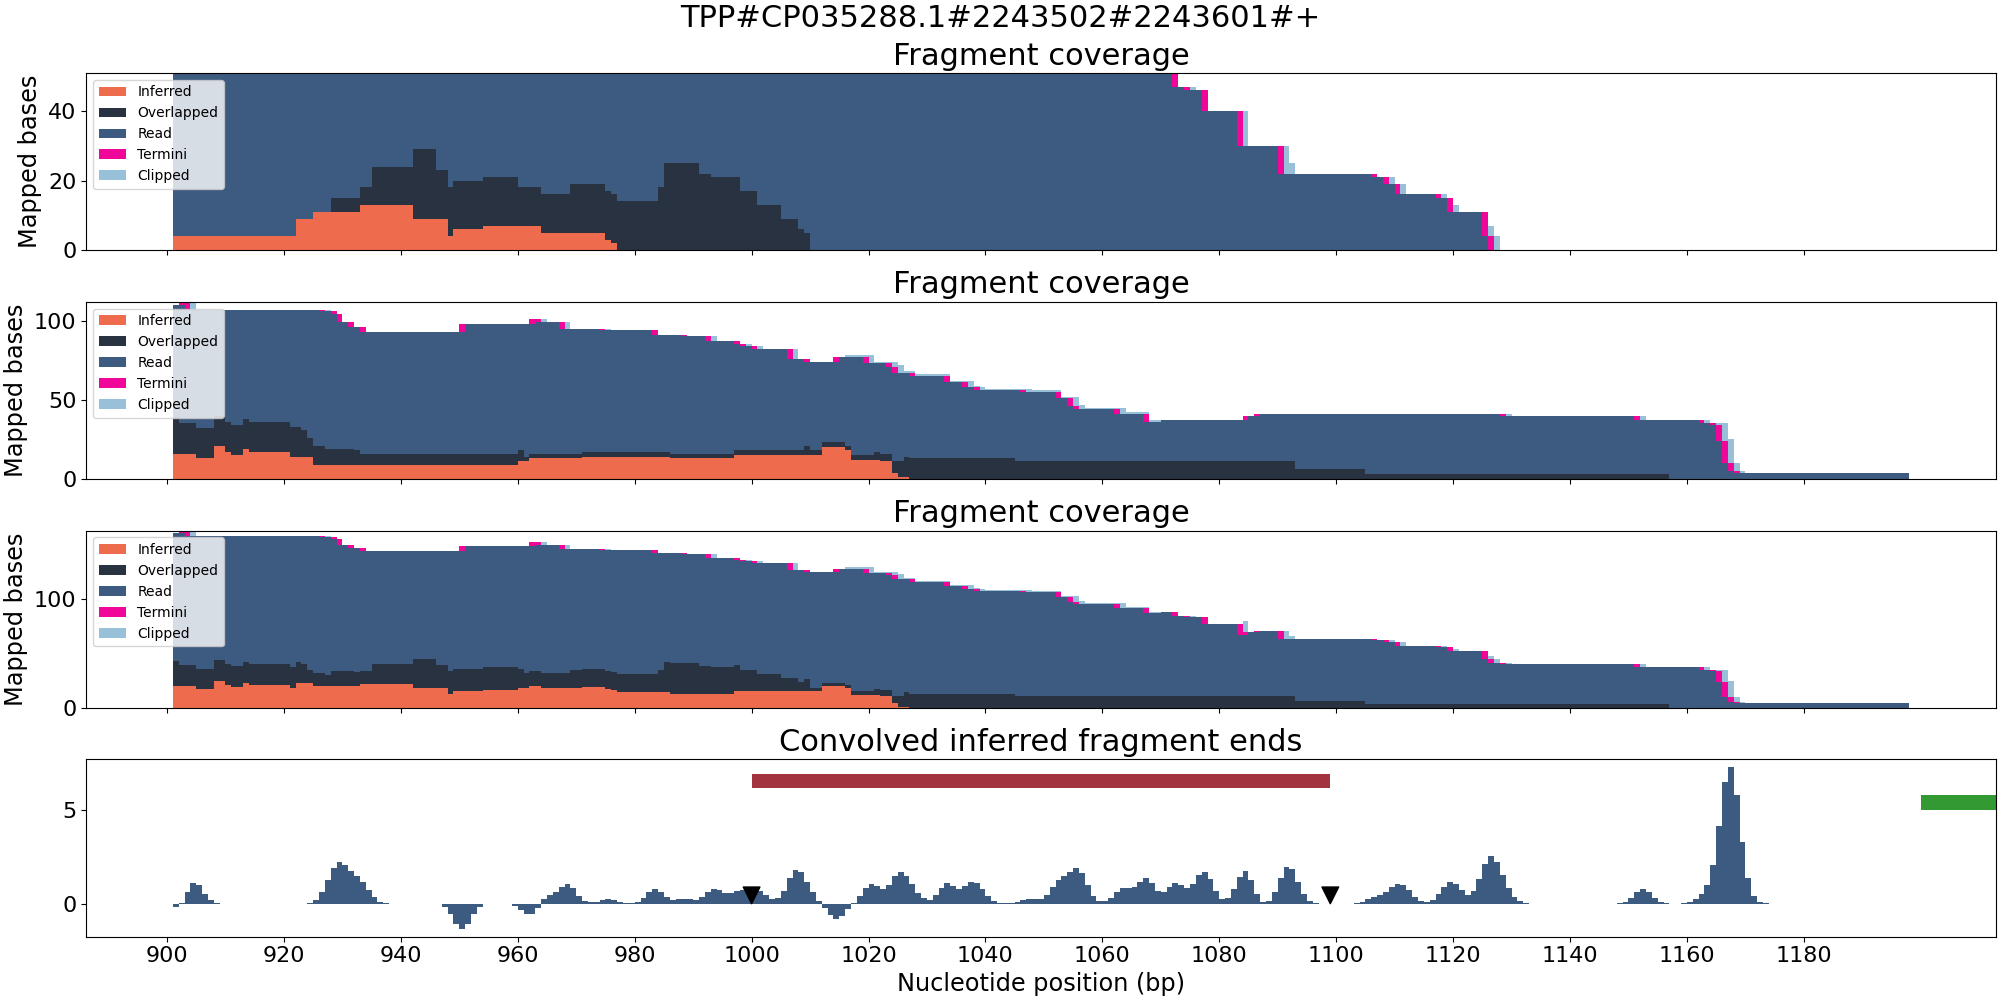 TPP#CP035288.1#2243502#2243601#+
Fragment coverage
Mapped bases
40
20
0
Inferred
Overlapped
Read
Termini
Clipped
Fragment coverage
Mapped bases
100
50
0
Inferred
Overlapped
Read
Termini
Clipped
Fragment coverage
Mapped bases
100
0
Inferred
Overlapped
Read
Termini
Clipped
Convolved inferred fragment ends
5
0
900 920 940 960 980 1000 1020 1040 1060 1080 1100 1120 1140 1160 1180
Nucleotide position (bp)